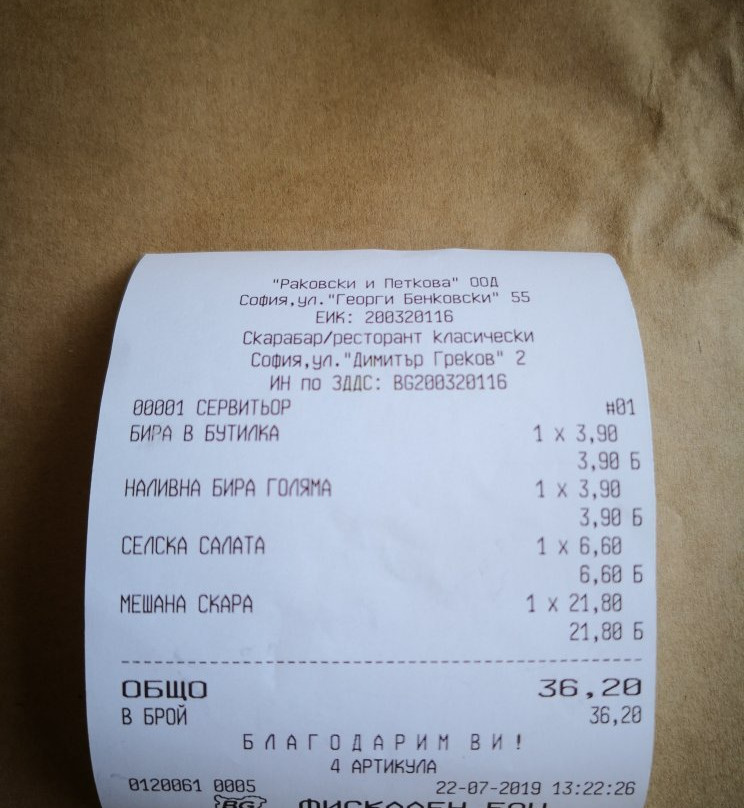 "Раковски и Петкова" ООД
София,ул."Георги Бенковски" 55
ЕИК: 200320116
Скарабар/ресторант класически
София,ул."Димитър Греков" 2
ИН по ЗДДС: BG200320116
00001 СЕРВИТЬОР #01
БИРА В БУТИЛКА 1 x 3,90
3,90 Б
НАЛИВНА БИРА ГОЛЯМА 1 x 3,90
3,90 Б
СЕЛСКА САЛАТА 1 x 6,60
6,60 Б
МЕШАНА СКАРА 1 x 21,80
21,80 Б
ОБЩО 36,20
В БРОЙ 36,20
БЛАГОДАРИМ ВИ!
4 АРТИКУЛА
0120061 0005 22-07-2019 13:22:26
BG ФИСКАЛЕН БОН